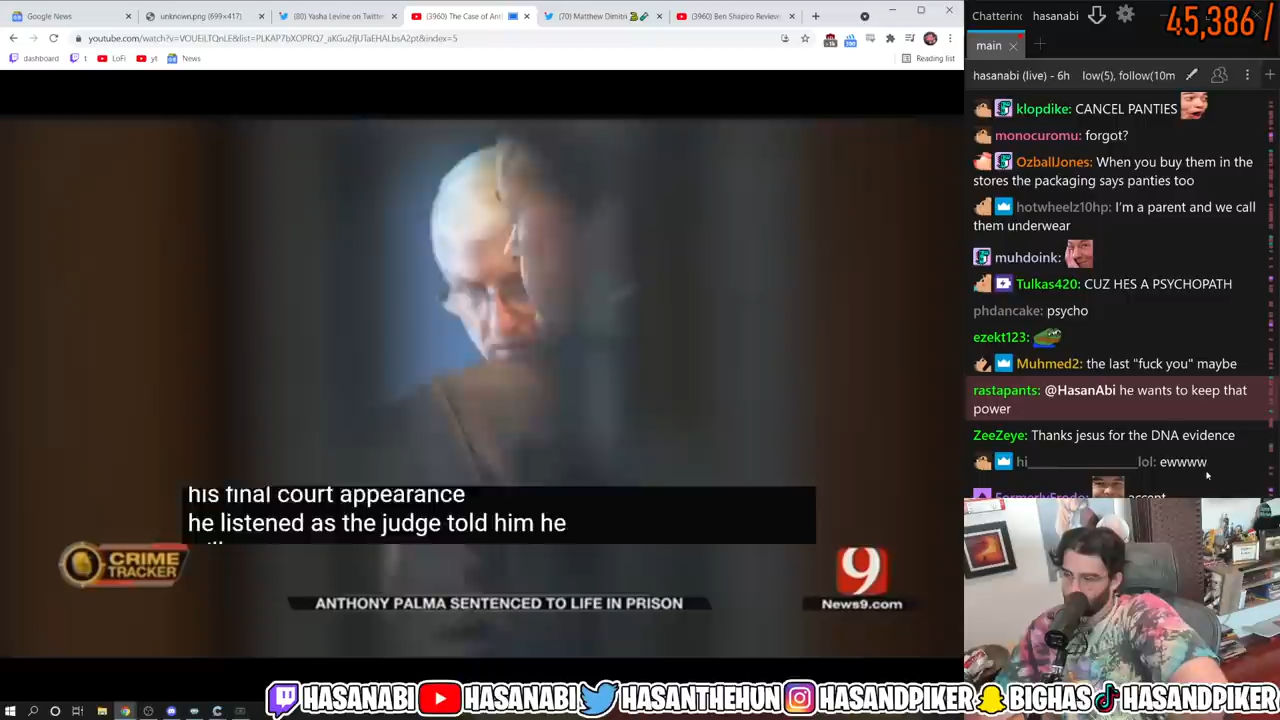 Google News
unknown.png (699×417)
(80) Yasha Levine on Twitter
(3960) The Case of Ant
(70) Matthew Dimitri
(3960) Ben Shapiro Review
youtube.com/watch?v=VOUEiLTQnLE&list=PLKAP7bXOPRQ7_aKGu2fjUTaEHALbsA2pt&index=5
dashboard
t
LoFi
yt
News
Reading list
Chatterino
hasanabi
45,386 /
main
hasanabi (live) - 6h
low(5), follow(10m
klopdike: CANCEL PANTIES
monocuromu: forgot?
OzballJones: When you buy them in the
stores the packaging says panties too
hotwheelz10hp: I'm a parent and we call
them underwear
muhdoink:
Tulkas420: CUZ HES A PSYCHOPATH
phdancake: psycho
ezekt123:
Muhmed2: the last "fuck you" maybe
rastapants: @HasanAbi he wants to keep that
power
ZeeZeye: Thanks jesus for the DNA evidence
hi__________________lol: ewwww
FormerlyErodo: accent
his final court appearance
he listened as the judge told him he
CRIME
TRACKER
ANTHONY PALMA SENTENCED TO LIFE IN PRISON
9
News9.com
HASANABI
HASANABI
HASANTHEHUN
HASANDPIKER
BIGHAS
HASANDPIKER